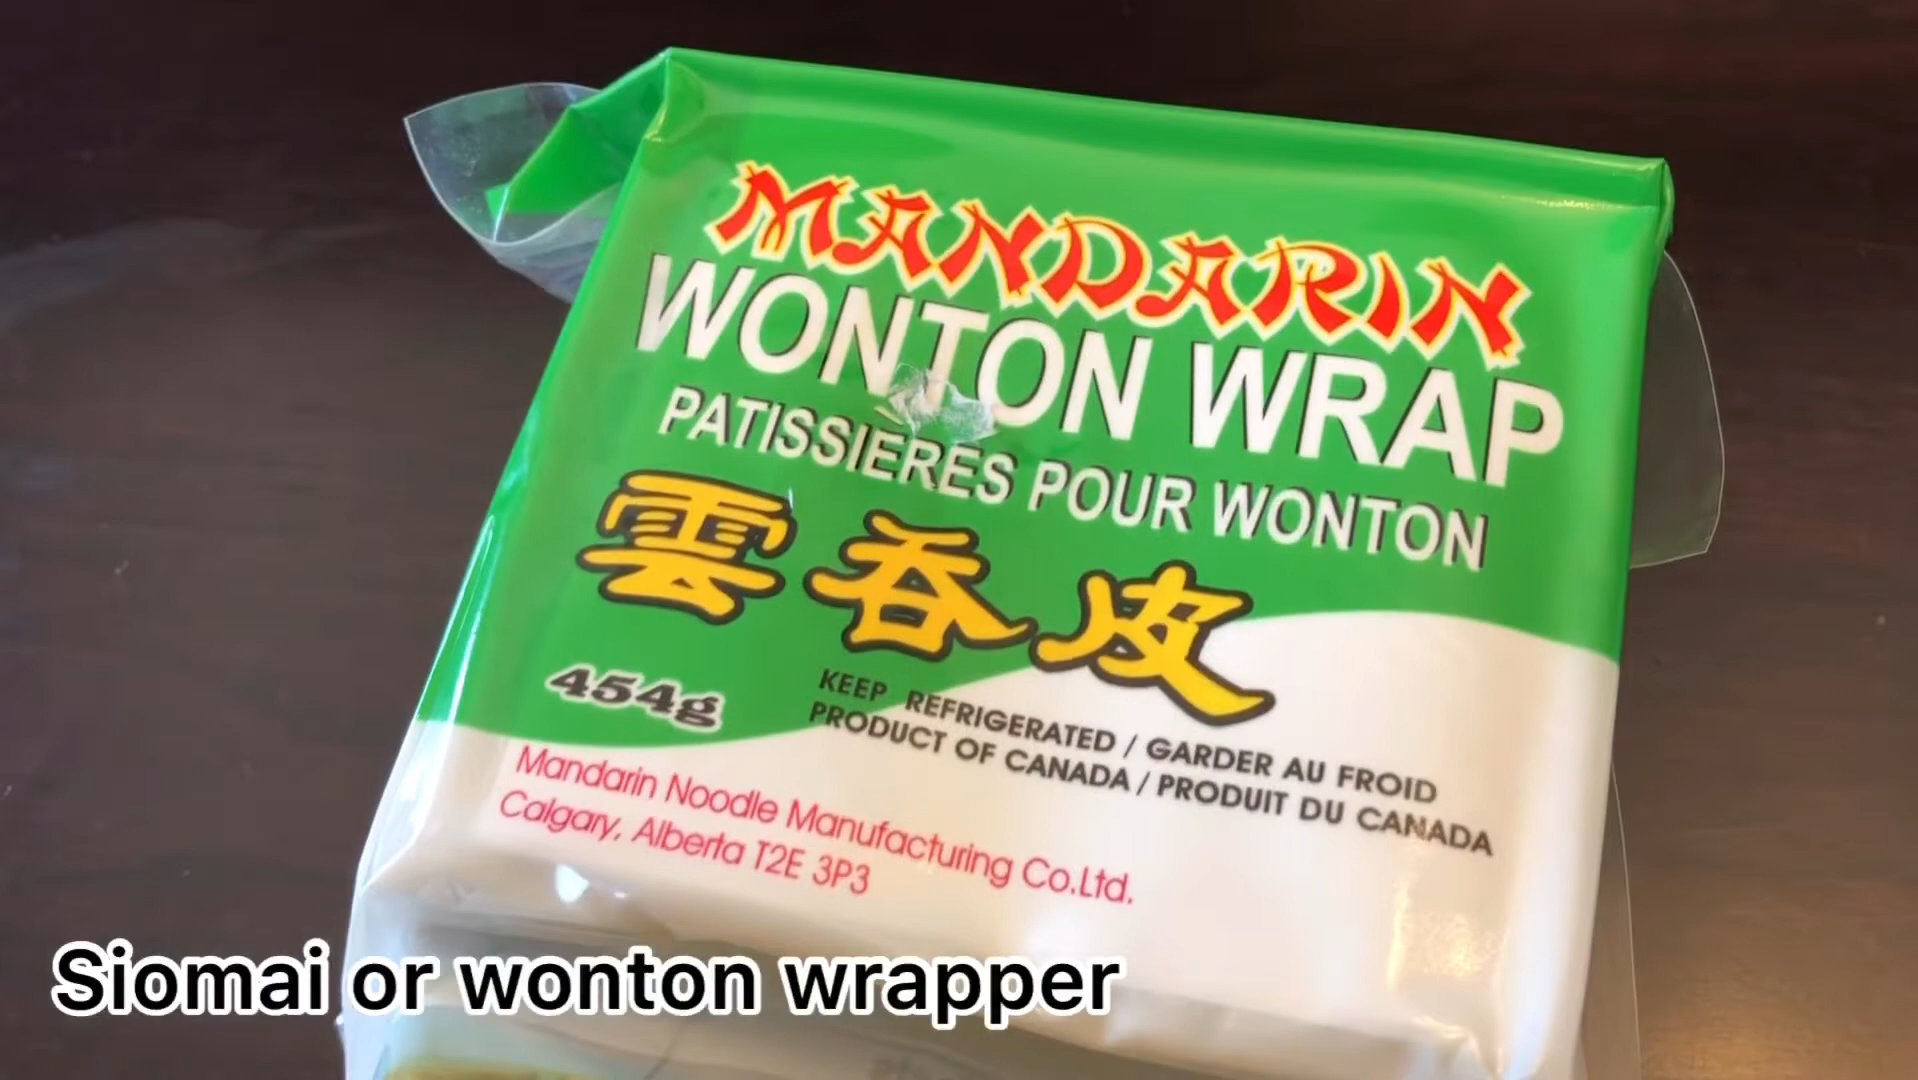 MANDARIN
WONTON WRAP
PATISSIERES POUR WONTON
雲吞皮
454g
KEEP REFRIGERATED / GARDER AU FROID
PRODUCT OF CANADA / PRODUIT DU CANADA
Mandarin Noodle Manufacturing Co.Ltd.
Calgary, Alberta T2E 3P3
Siomai or wonton wrapper